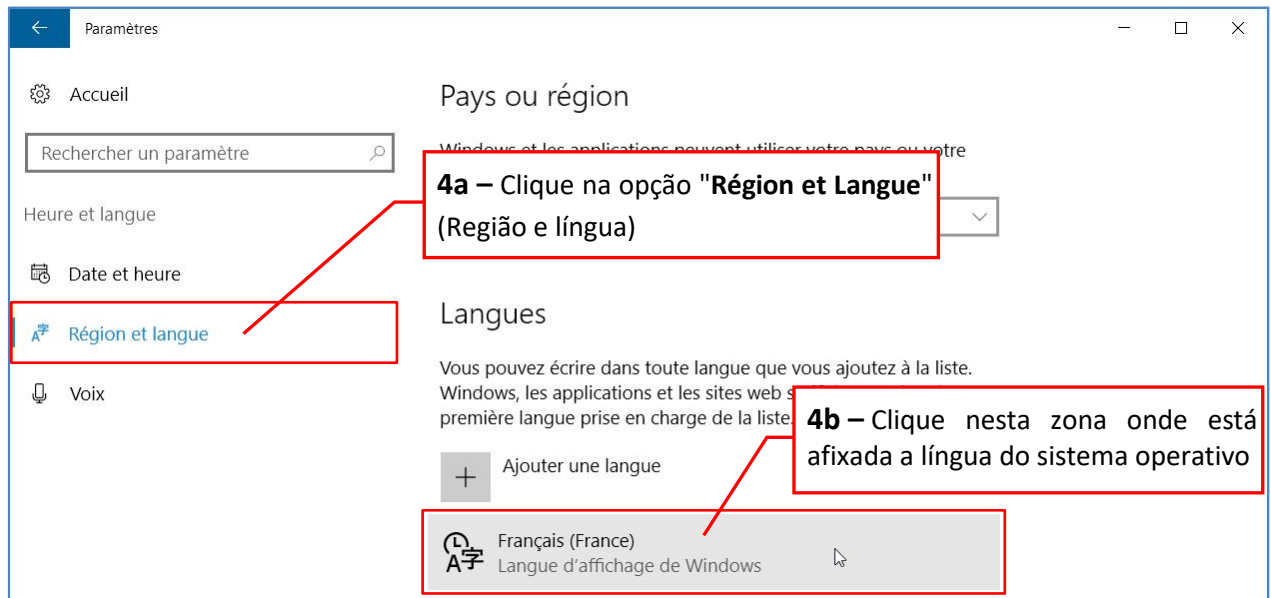 Paramètres
Accueil
Rechercher un paramètre
Heure et langue
Date et heure
Région et langue
Voix
Pays ou région
Windows et les applications peuvent utiliser votre pays ou votre
4a – Clique na opção "Région et Langue"
(Região e língua)
Langues
Vous pouvez écrire dans toute langue que vous ajoutez à la liste.
Windows, les applications et les sites web
première langue prise en charge de la liste.
4b – Clique nesta zona onde está
afixada a língua do sistema operativo
Ajouter une langue
Français (France)
Langue d'affichage de Windows